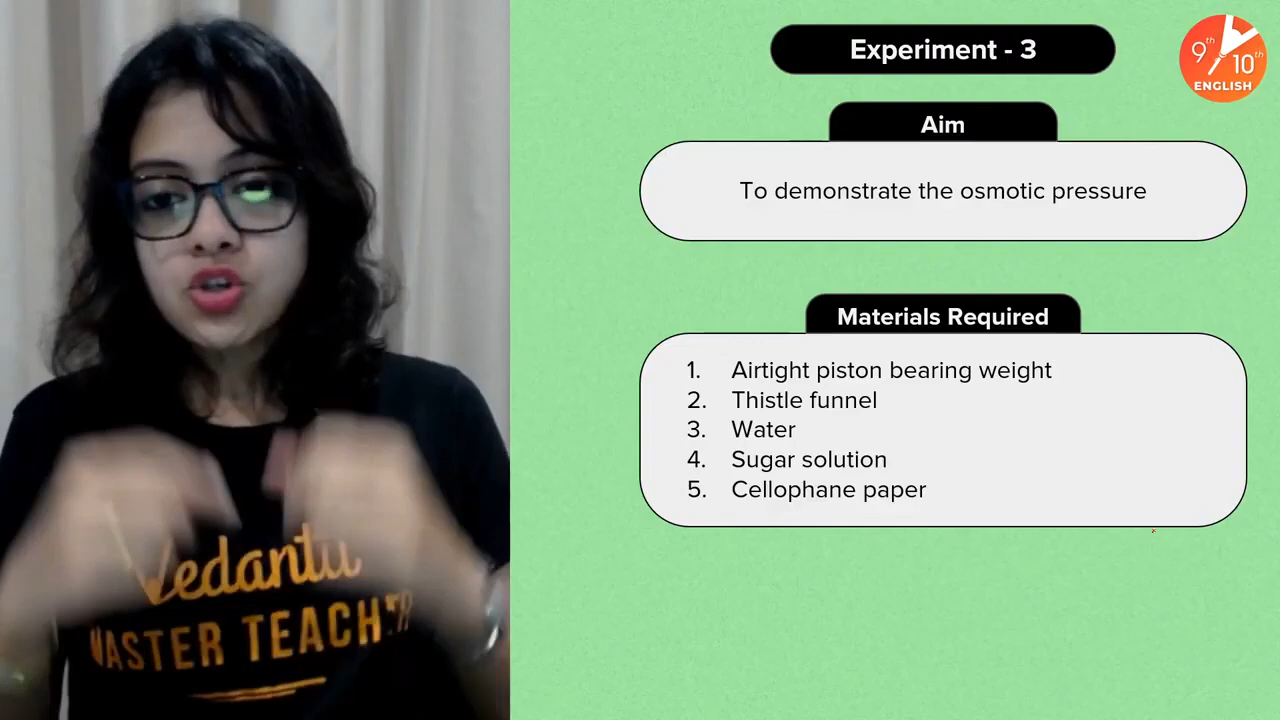 Vedantu
MASTER TEACHER
Experiment - 3
9th
10th
ENGLISH
Aim
To demonstrate the osmotic pressure
Materials Required
1. Airtight piston bearing weight
2. Thistle funnel
3. Water
4. Sugar solution
5. Cellophane paper